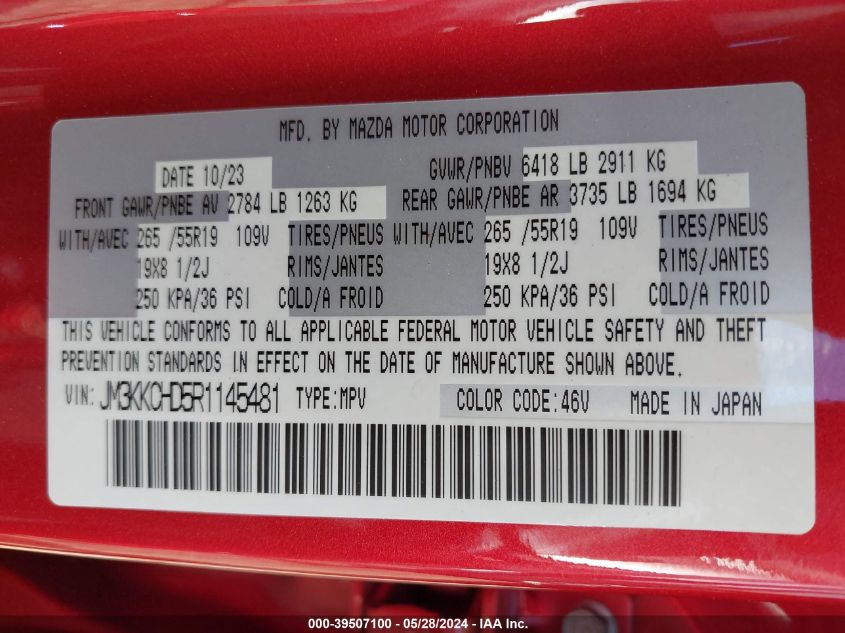 MFD. BY MAZDA MOTOR CORPORATION
DATE 10/23 GVWR/PNBV 6418 LB 2911 KG
FRONT GAWR/PNBE AV 2784 LB 1263 KG REAR GAWR/PNBE AR 3735 LB 1694 KG
WITH/AVEC 265 /55R19 109V TIRES/PNEUS WITH/AVEC 265 /55R19 109V TIRES/PNEUS
19X8 1/2J RIMS/JANTES 19X8 1/2J RIMS/JANTES
250 KPA/36 PSI COLD/A FROID 250 KPA/36 PSI COLD/A FROID
THIS VEHICLE CONFORMS TO ALL APPLICABLE FEDERAL MOTOR VEHICLE SAFETY AND THEFT
PREVENTION STANDARDS IN EFFECT ON THE DATE OF MANUFACTURE SHOWN ABOVE.
VIN: JM3KKCHD5R1145481 TYPE:MPV COLOR CODE:46V MADE IN JAPAN
000-39507100 - 05/28/2024 - IAA Inc.